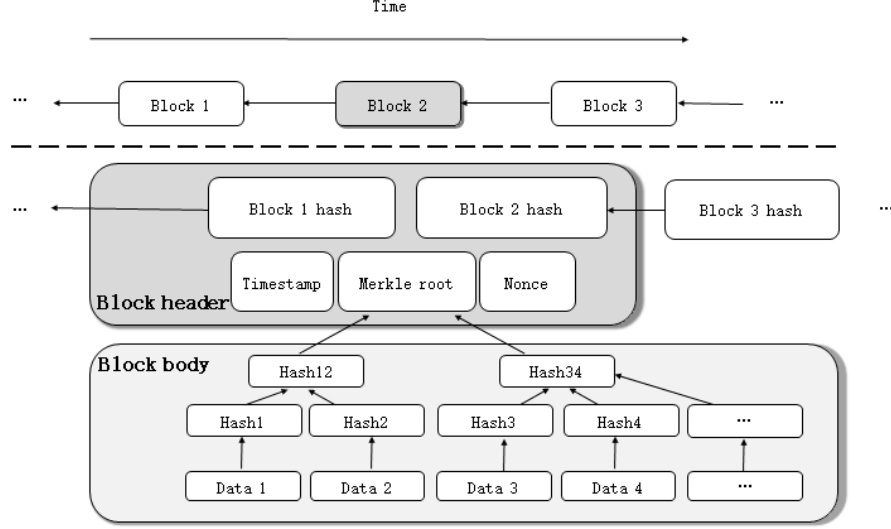 Time
… Block 1 Block 2 Block 3 …
… Block 1 hash Block 2 hash Block 3 hash …
Timestamp Merkle root Nonce
Block header
Block body
Hash12 Hash34
Hash1 Hash2 Hash3 Hash4 …
Data 1 Data 2 Data 3 Data 4 …